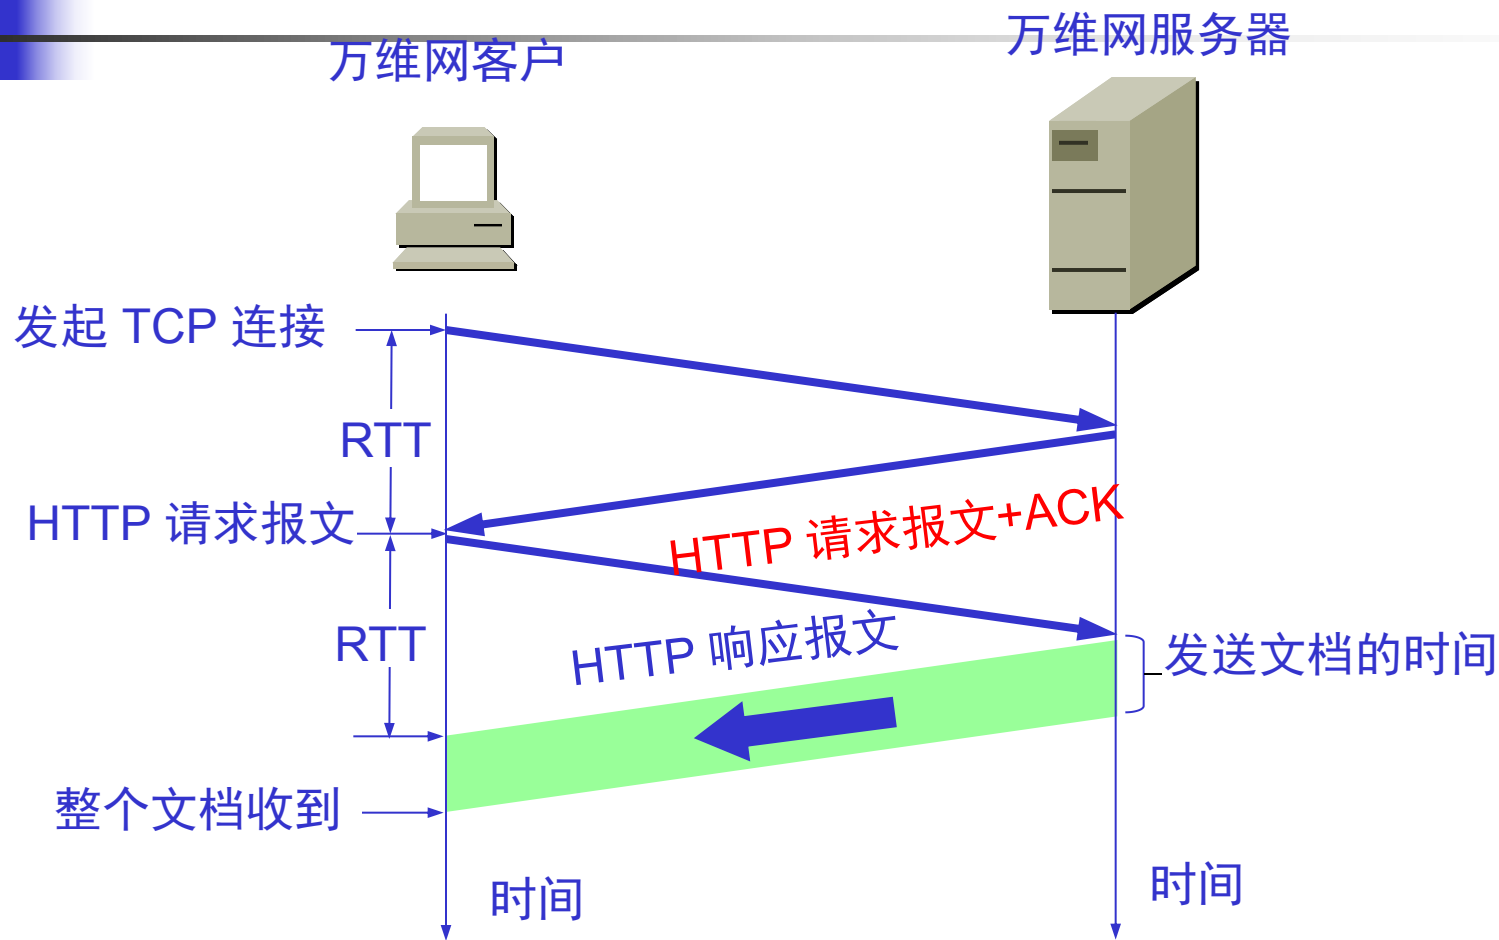 万维网客户
万维网服务器
发起 TCP 连接
RTT
HTTP 请求报文
HTTP 请求报文+ACK
RTT
HTTP 响应报文
发送文档的时间
整个文档收到
时间
时间